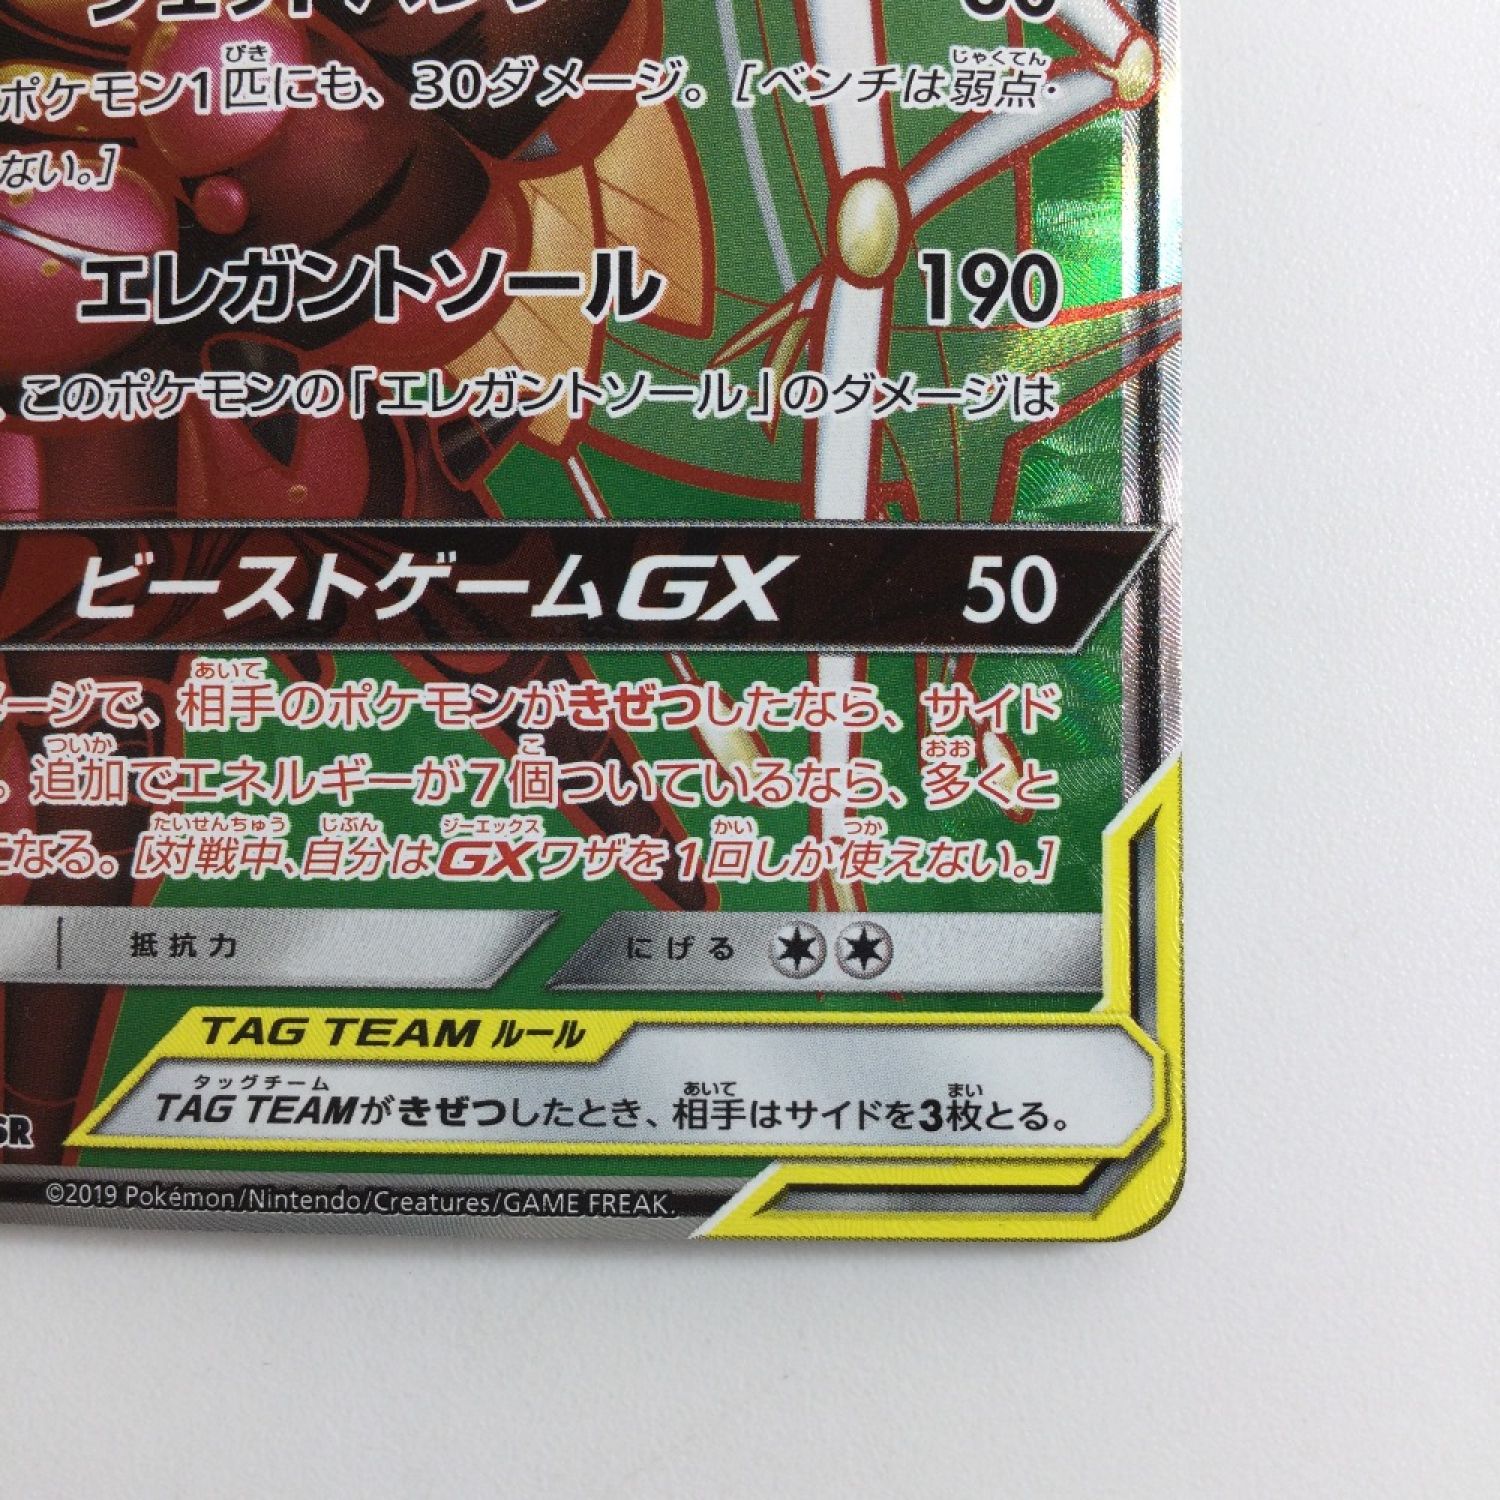 ポケモン1匹にも、30ダメージ。[ベンチは弱点・
ない。]
エレガントソール 190
、このポケモンの「エレガントソール」のダメージは
ビーストゲームGX 50
メージで、相手のポケモンがきぜつしたなら、サイド
。追加でエネルギーが7個ついているなら、多くと
になる。[対戦中、自分はGXワザを1回しか使えない。]
抵抗力 にげる
TAG TEAM ルール
TAG TEAMがきぜつしたとき、相手はサイドを3枚とる。
SR
©2019 Pokémon/Nintendo/Creatures/GAME FREAK.